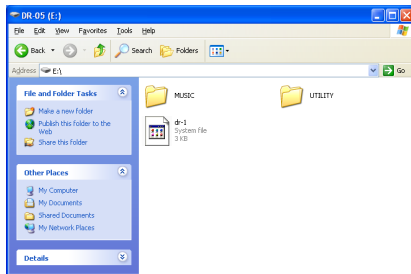 DR-05 (E:)
File Edit View Favorites Tools Help
Back Search Folders
Address E:\ Go
File and Folder Tasks
Make a new folder
Publish this folder to the
Web
Share this folder
Other Places
My Computer
My Documents
Shared Documents
My Network Places
Details
MUSIC
UTILITY
dr-1
System file
3 KB